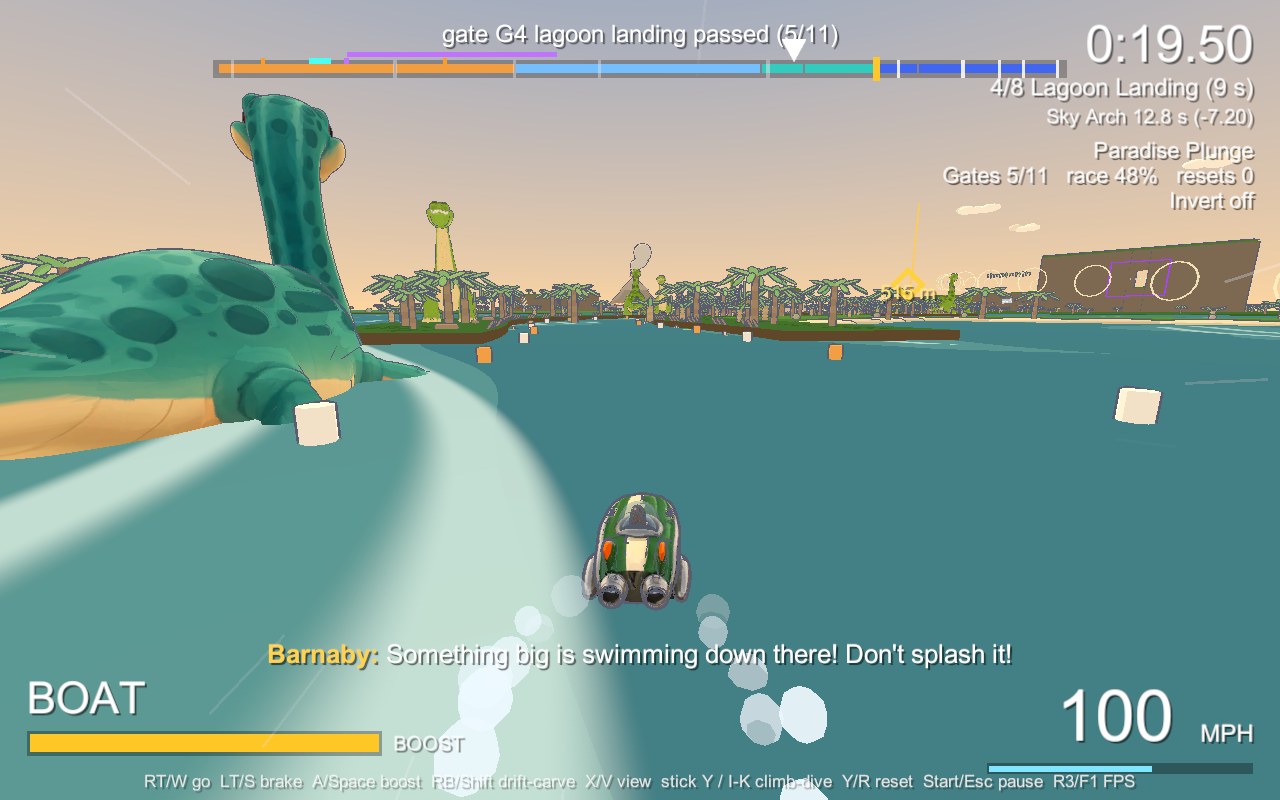 gate G4 lagoon landing passed (5/11)
0:19.50
4/8 Lagoon Landing (9 s)
Sky Arch 12.8 s (-7.20)
Paradise Plunge
Gates 5/11 race 48% resets 0
Invert off
Barnaby: Something big is swimming down there! Don't splash it!
BOAT
BOOST
100 MPH
RT/W go LT/S brake A/Space boost RB/Shift drift-carve X/V view stick Y / I-K climb-dive Y/R reset Start/Esc pause R3/F1 FPS